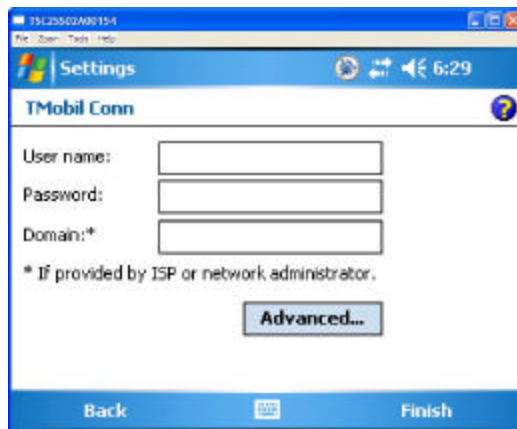 TSC25502A00154
File Zoom Tools Help
Settings 6:29
TMobil Conn
User name:
Password:
Domain:*
* If provided by ISP or network administrator.
Advanced...
Back Finish